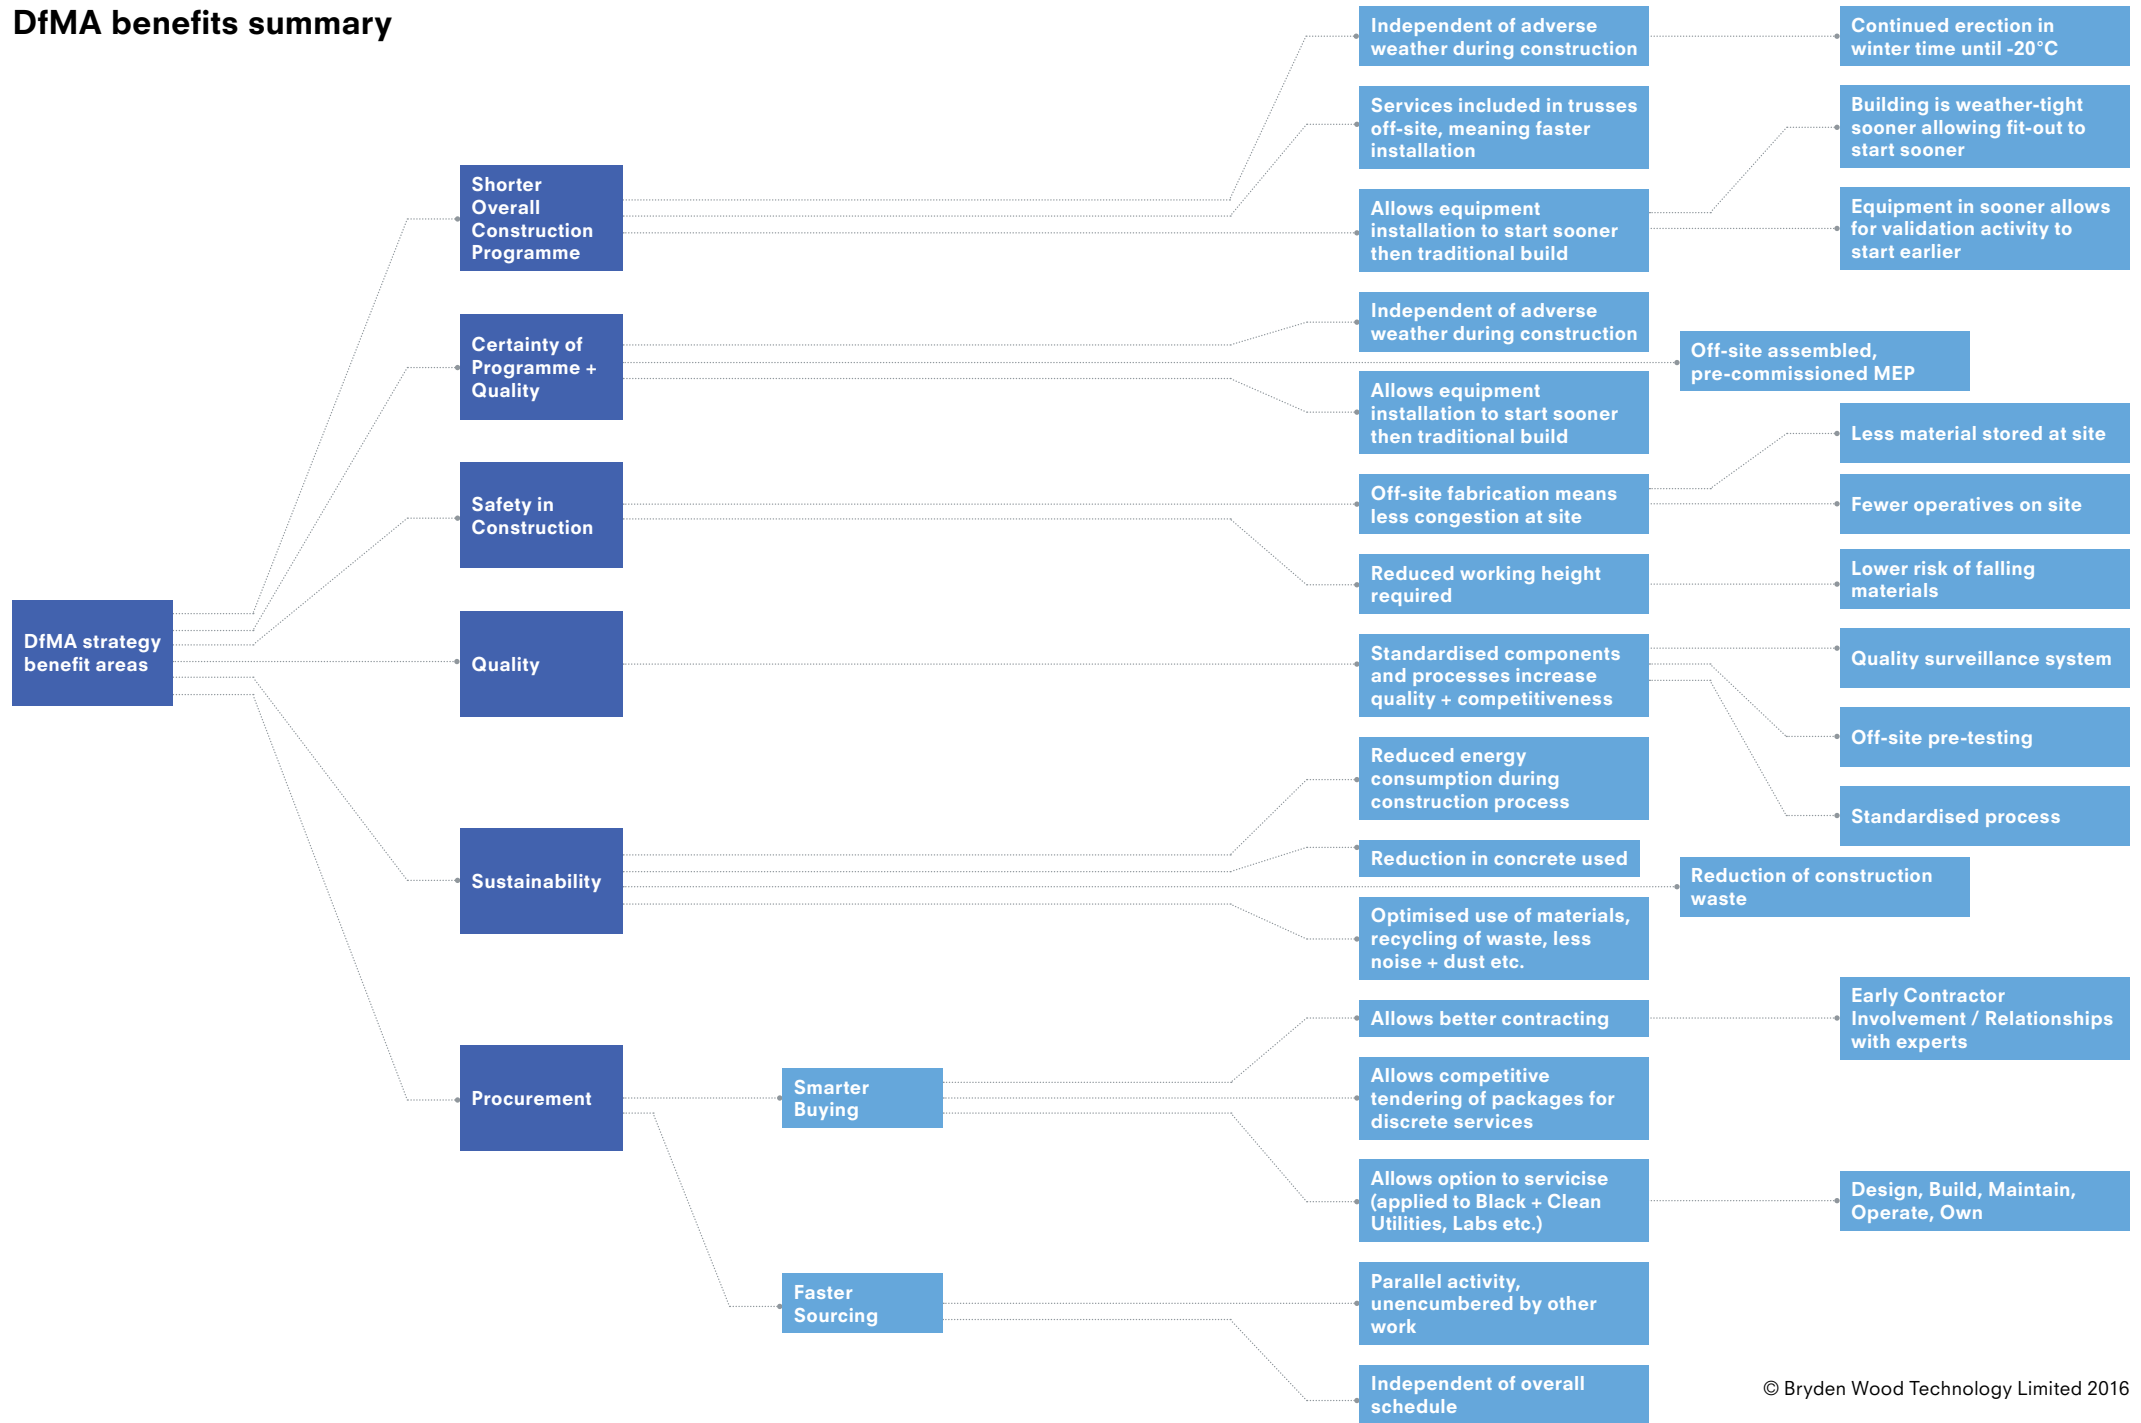 DfMA benefits summary
DfMA strategy
benefit areas
Shorter
Overall
Construction
Programme
Independent of adverse
weather during construction
Continued erection in
winter time until -20°C
Services included in trusses
off-site, meaning faster
installation
Allows equipment
installation to start sooner
then traditional build
Building is weather-tight
sooner allowing fit-out to
start sooner
Equipment in sooner allows
for validation activity to
start earlier
Certainty of
Programme +
Quality
Independent of adverse
weather during construction
Off-site assembled,
pre-commissioned MEP
Allows equipment
installation to start sooner
then traditional build
Safety in
Construction
Off-site fabrication means
less congestion at site
Less material stored at site
Fewer operatives on site
Reduced working height
required
Lower risk of falling
materials
Quality
Standardised components
and processes increase
quality + competitiveness
Quality surveillance system
Off-site pre-testing
Standardised process
Sustainability
Reduced energy
consumption during
construction process
Reduction in concrete used
Reduction of construction
waste
Optimised use of materials,
recycling of waste, less
noise + dust etc.
Procurement
Smarter
Buying
Allows better contracting
Early Contractor
Involvement / Relationships
with experts
Allows competitive
tendering of packages for
discrete services
Allows option to servicise
(applied to Black + Clean
Utilities, Labs etc.)
Design, Build, Maintain,
Operate, Own
Faster
Sourcing
Parallel activity,
unencumbered by other
work
Independent of overall
schedule
© Bryden Wood Technology Limited 2016